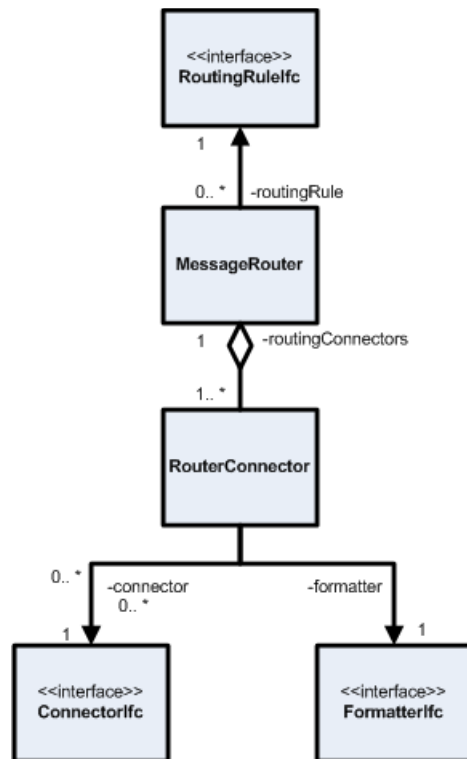 <<interface>>
RoutingRuleIfc
1
0.. *
-routingRule
MessageRouter
1
-routingConnectors
1.. *
RouterConnector
0.. *
-connector
-formatter
0.. *
1
1
<<interface>>
ConnectorIfc
<<interface>>
FormatterIfc